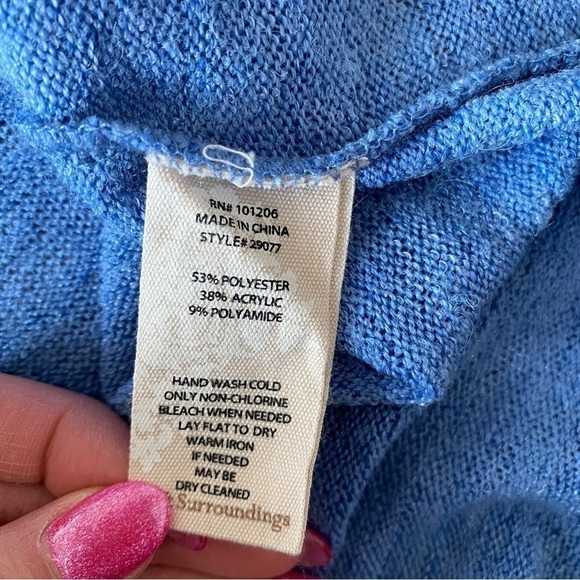 RN# 101206
MADE IN CHINA
STYLE# 29077
53% POLYESTER
38% ACRYLIC
9% POLYAMIDE
HAND WASH COLD
ONLY NON-CHLORINE
BLEACH WHEN NEEDED
LAY FLAT TO DRY
WARM IRON
IF NEEDED
MAY BE
DRY CLEANED
Surroundings